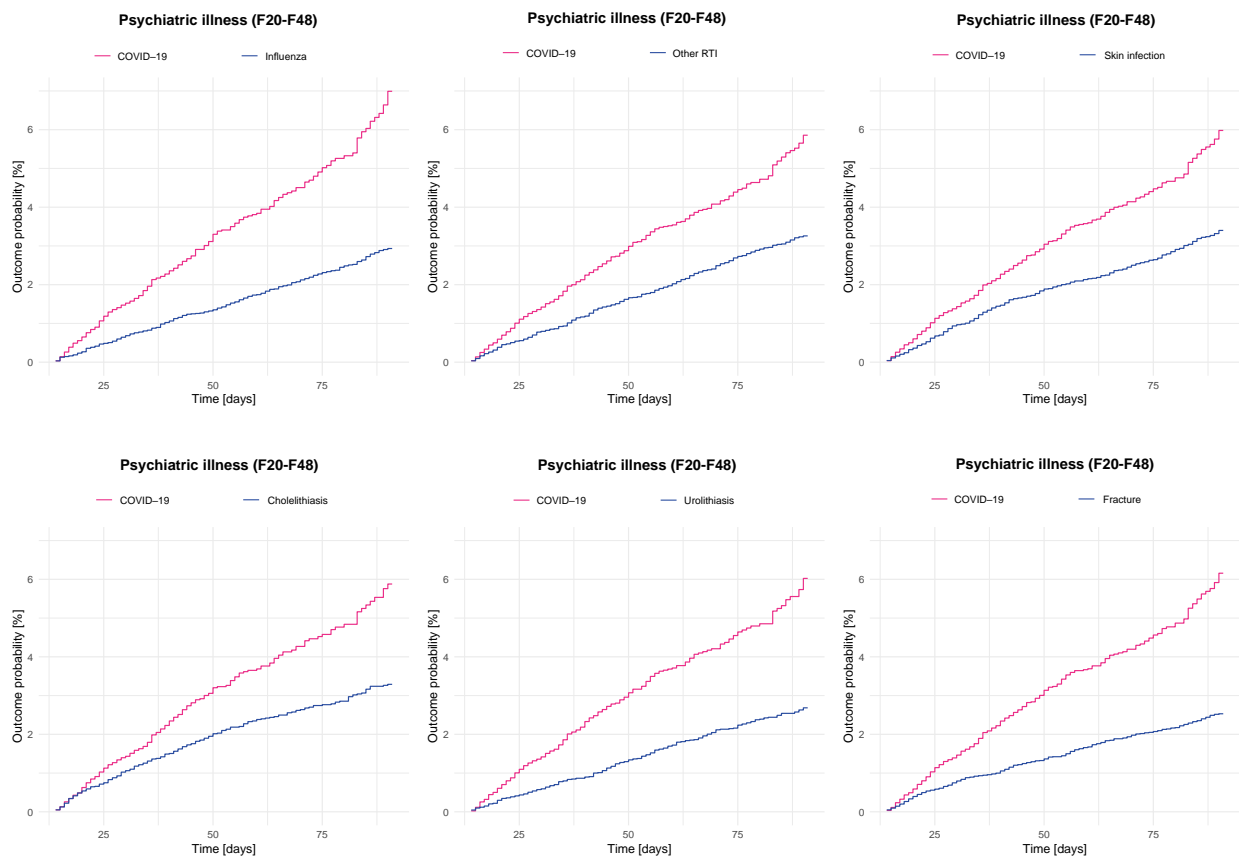 Psychiatric illness (F20-F48)
COVID–19 Influenza
Outcome probability [%]
6
4
2
0
25 50 75
Time [days]
Psychiatric illness (F20-F48)
COVID–19 Other RTI
Outcome probability [%]
6
4
2
0
25 50 75
Time [days]
Psychiatric illness (F20-F48)
COVID–19 Skin infection
Outcome probability [%]
6
4
2
0
25 50 75
Time [days]
Psychiatric illness (F20-F48)
COVID–19 Cholelithiasis
Outcome probability [%]
6
4
2
0
25 50 75
Time [days]
Psychiatric illness (F20-F48)
COVID–19 Urolithiasis
Outcome probability [%]
6
4
2
0
25 50 75
Time [days]
Psychiatric illness (F20-F48)
COVID–19 Fracture
Outcome probability [%]
6
4
2
0
25 50 75
Time [days]